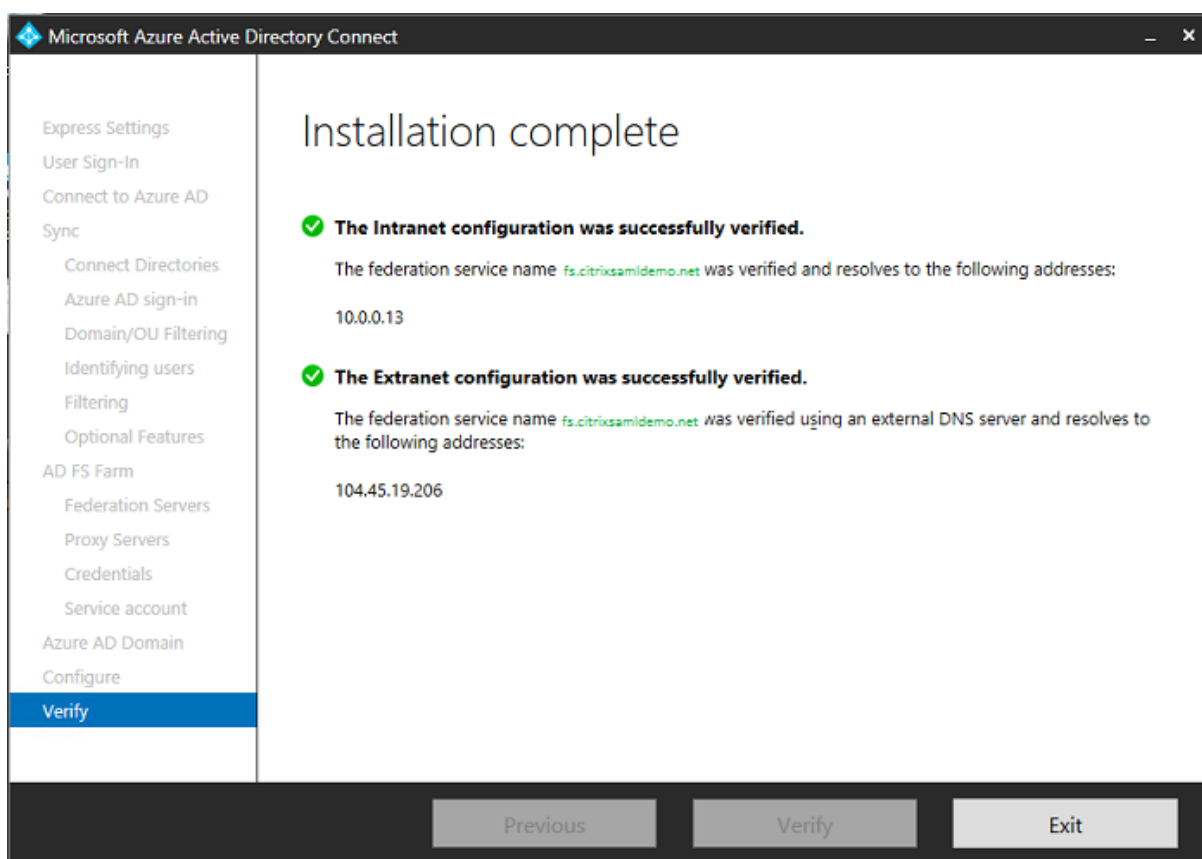 Microsoft Azure Active Directory Connect
Express Settings
User Sign-In
Connect to Azure AD
Sync
Connect Directories
Azure AD sign-in
Domain/OU Filtering
Identifying users
Filtering
Optional Features
AD FS Farm
Federation Servers
Proxy Servers
Credentials
Service account
Azure AD Domain
Configure
Verify
Installation complete
The Intranet configuration was successfully verified.
The federation service name fs.citrixsamldemo.net was verified and resolves to the following addresses:
10.0.0.13
The Extranet configuration was successfully verified.
The federation service name fs.citrixsamldemo.net was verified using an external DNS server and resolves to
the following addresses:
104.45.19.206
Previous
Verify
Exit